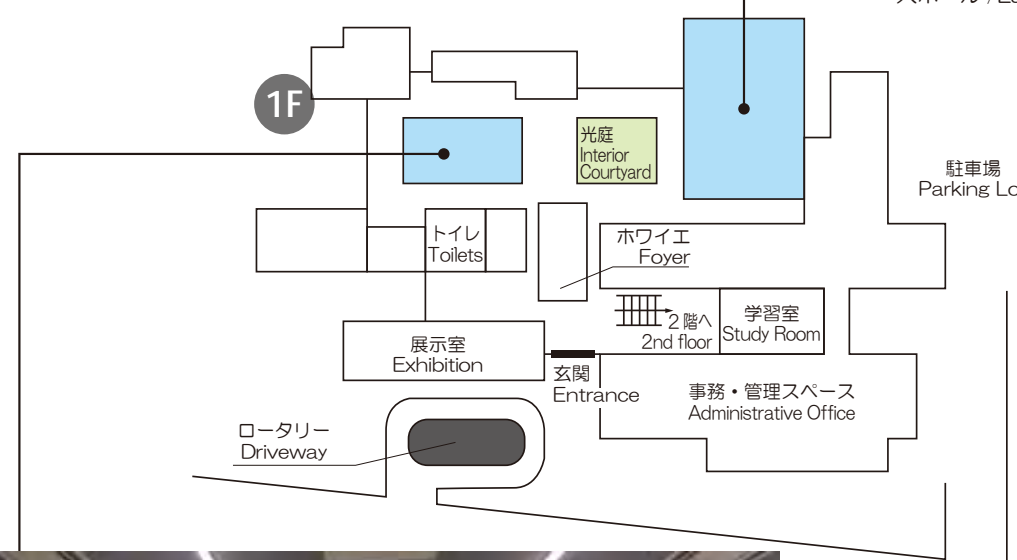 1F
光庭
Interior
Courtyard
駐車場
Parking
トイレ
Toilets
ホワイエ
Foyer
2階へ
2nd floor
学習室
Study Room
展示室
Exhibition
玄関
Entrance
事務・管理スペース
Administrative Office
ロータリー
Driveway